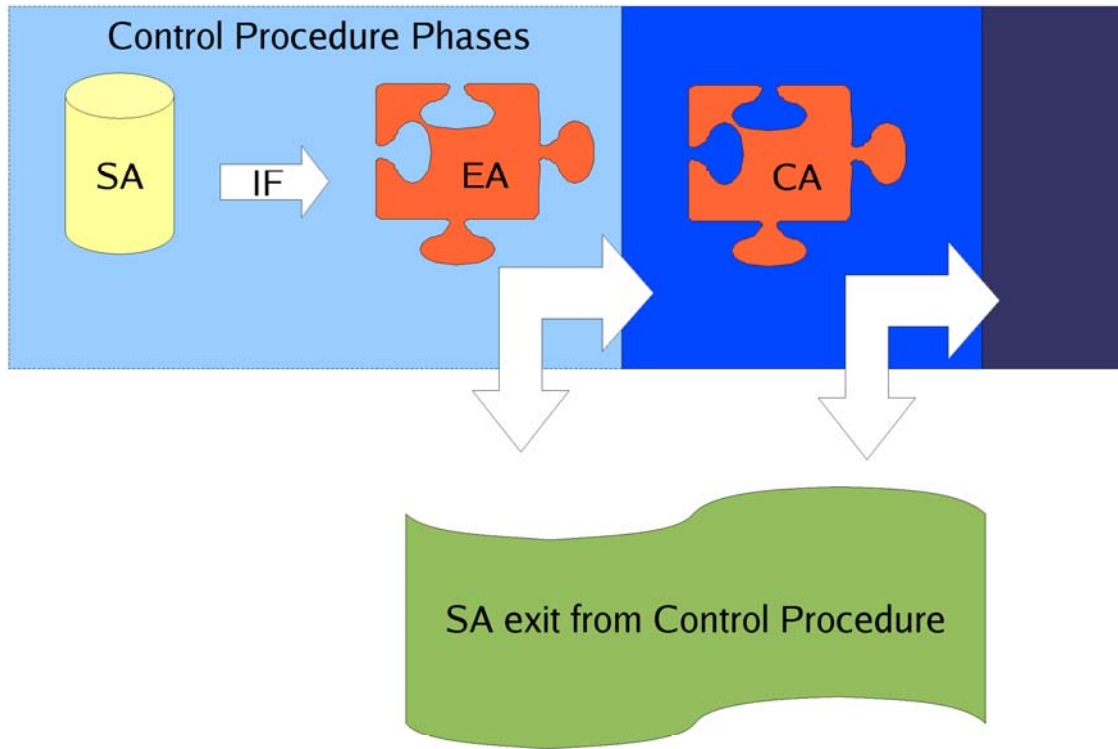 Control Procedure Phases
SA
IF
EA
CA
SA exit from Control Procedure